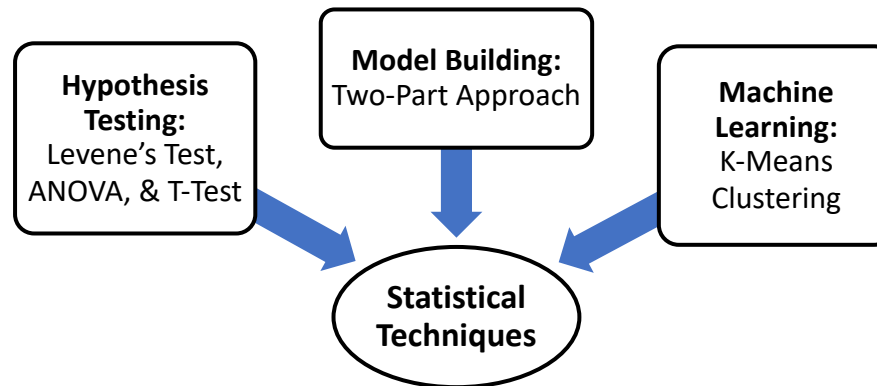 Hypothesis
Testing:
Levene’s Test,
ANOVA, & T-Test
Model Building:
Two-Part Approach
Machine
Learning:
K-Means
Clustering
Statistical
Techniques